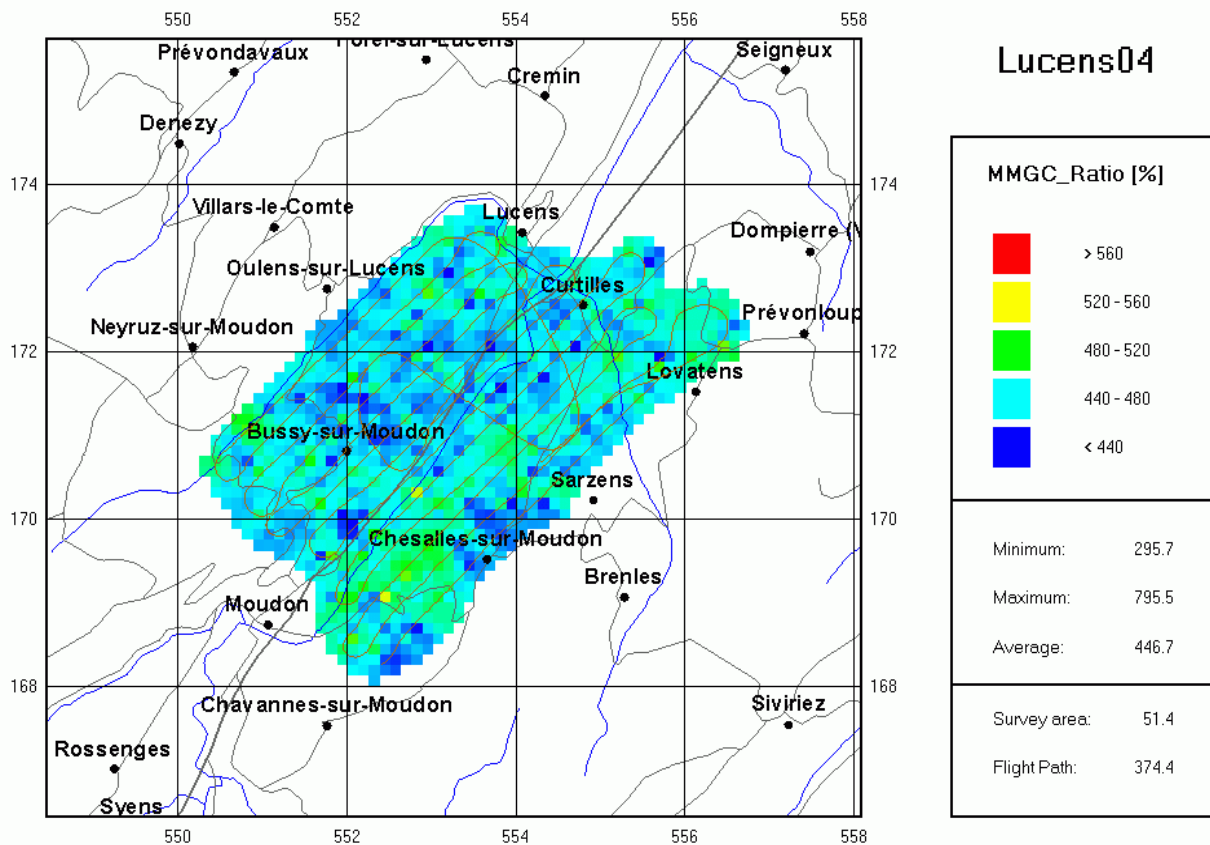 550 552 554 556 558
Lucens04
Prévondavaux
Forel-sur-Lucens
Seigneux
Cremin
Denezy
174 174
MMGC_Ratio [%]
Villars-le-Comte
Lucens
Dompierre (V
> 560
Oulens-sur-Lucens
Curtilles
520 - 560
Neyruz-sur-Moudon
Prévonloup
172 172
480 - 520
Lovatens
440 - 480
Bussy-sur-Moudon
< 440
Sarzens
170 170
Chesalles-sur-Moudon
Minimum: 295.7
Brenles
Moudon
Maximum: 795.5
Average: 446.7
168 168
Chavannes-sur-Moudon
Siviriez
Survey area: 51.4
Rossenges
Flight Path: 374.4
Syens
550 552 554 556 558